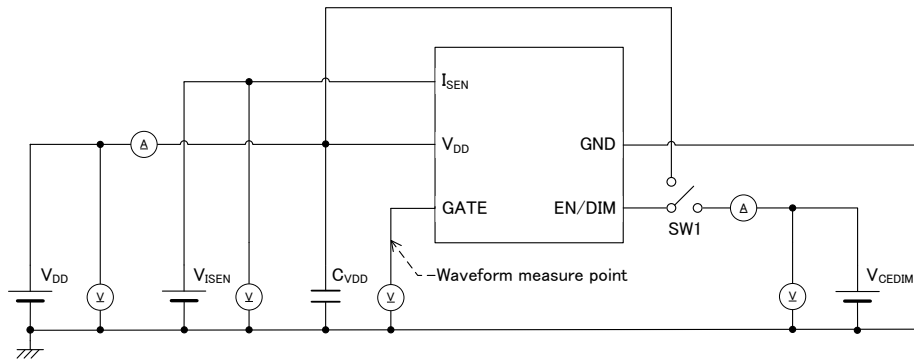 I_SEN
A
V_DD
GND
GATE
EN/DIM
A
SW1
Waveform measure point
V_DD
V
V_ISEN
V
C_VDD
V
V
V_CEDIM